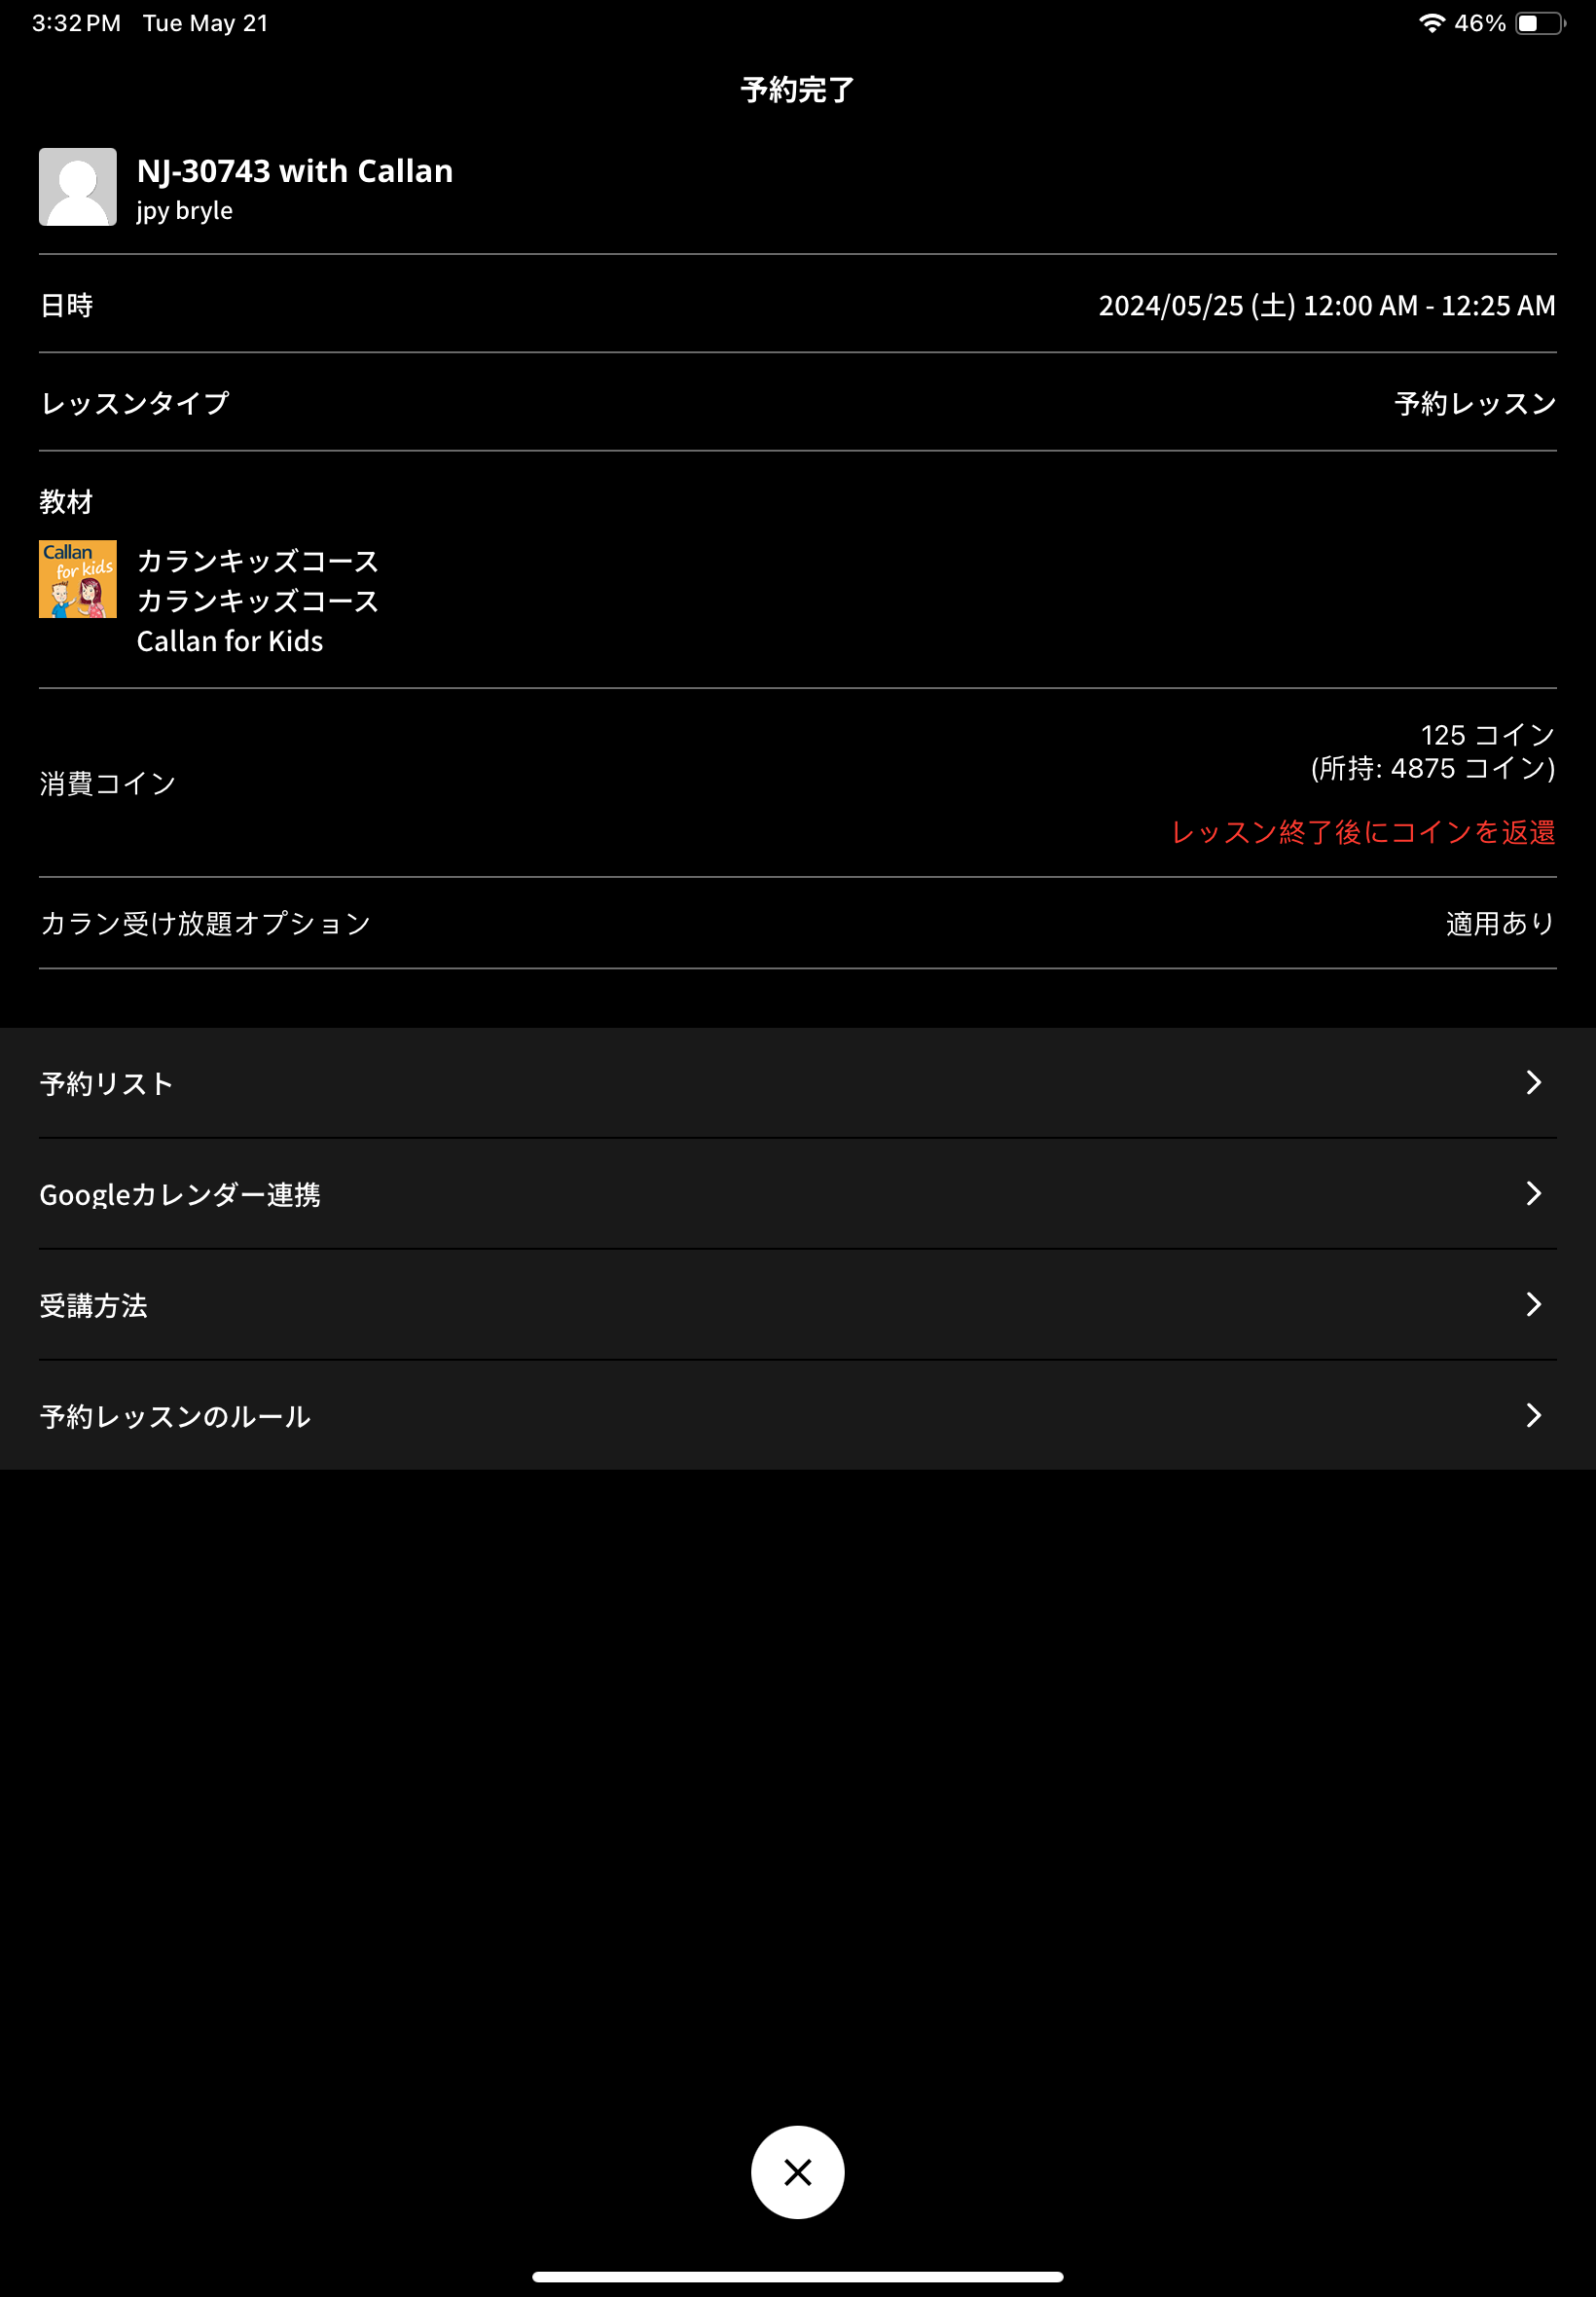 3:32 PM Tue May 21 46%
予約完了
NJ-30743 with Callan
jpy bryle
日時 2024/05/25 (土) 12:00 AM - 12:25 AM
レッスンタイプ 予約レッスン
教材
Callan
for kids
カランキッズコース
カランキッズコース
Callan for Kids
消費コイン 125 コイン
(所持: 4875 コイン)
レッスン終了後にコインを返還
カラン受け放題オプション 適用あり
予約リスト
Googleカレンダー連携
受講方法
予約レッスンのルール